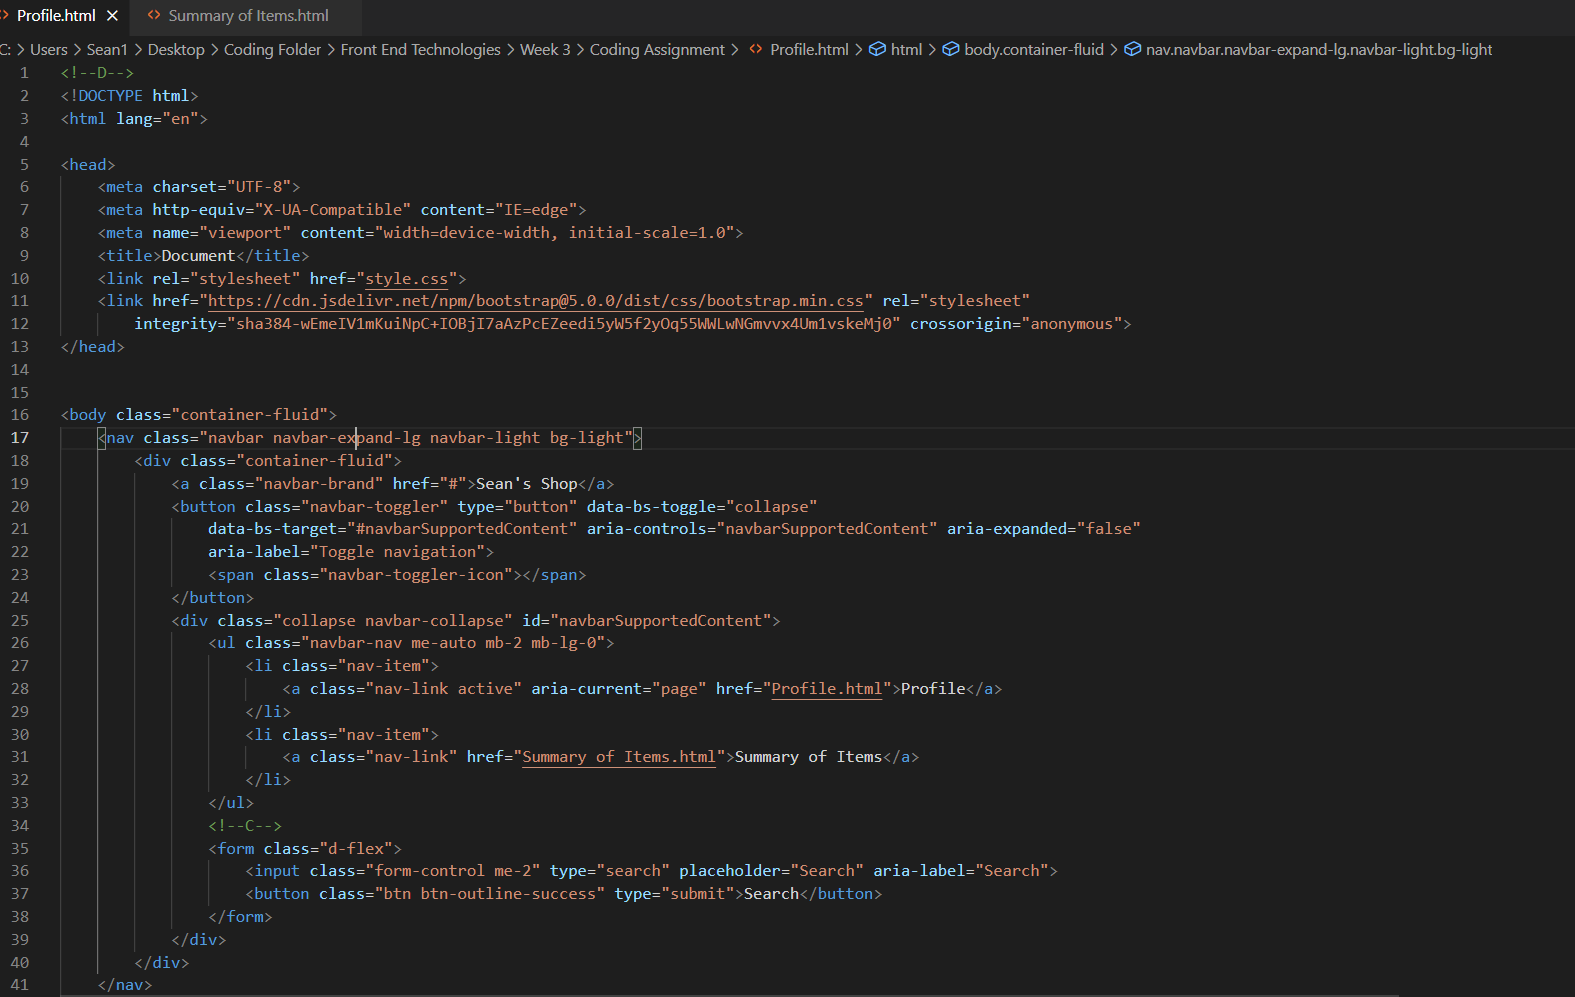 Profile.html
Summary of Items.html
C: > Users > Sean1 > Desktop > Coding Folder > Front End Technologies > Week 3 > Coding Assignment > Profile.html > html > body.container-fluid > nav.navbar.navbar-expand-lg.navbar-light.bg-light
1 <!--D-->
2 <!DOCTYPE html>
3 <html lang="en">
4
5 <head>
6 <meta charset="UTF-8">
7 <meta http-equiv="X-UA-Compatible" content="IE=edge">
8 <meta name="viewport" content="width=device-width, initial-scale=1.0">
9 <title>Document</title>
10 <link rel="stylesheet" href="style.css">
11 <link href="https://cdn.jsdelivr.net/npm/bootstrap@5.0.0/dist/css/bootstrap.min.css" rel="stylesheet"
12 integrity="sha384-wEmeIV1mKuiNpC+IOBjI7aAzPcEZeedi5yW5f2yOq55WWLwNGmvvx4Um1vskeMj0" crossorigin="anonymous">
13 </head>
14
15
16 <body class="container-fluid">
17 <nav class="navbar navbar-expand-lg navbar-light bg-light">
18 <div class="container-fluid">
19 <a class="navbar-brand" href="#">Sean's Shop</a>
20 <button class="navbar-toggler" type="button" data-bs-toggle="collapse"
21 data-bs-target="#navbarSupportedContent" aria-controls="navbarSupportedContent" aria-expanded="false"
22 aria-label="Toggle navigation">
23 <span class="navbar-toggler-icon"></span>
24 </button>
25 <div class="collapse navbar-collapse" id="navbarSupportedContent">
26 <ul class="navbar-nav me-auto mb-2 mb-lg-0">
27 <li class="nav-item">
28 <a class="nav-link active" aria-current="page" href="Profile.html">Profile</a>
29 </li>
30 <li class="nav-item">
31 <a class="nav-link" href="Summary of Items.html">Summary of Items</a>
32 </li>
33 </ul>
34 <!--C-->
35 <form class="d-flex">
36 <input class="form-control me-2" type="search" placeholder="Search" aria-label="Search">
37 <button class="btn btn-outline-success" type="submit">Search</button>
38 </form>
39 </div>
40 </div>
41 </nav>